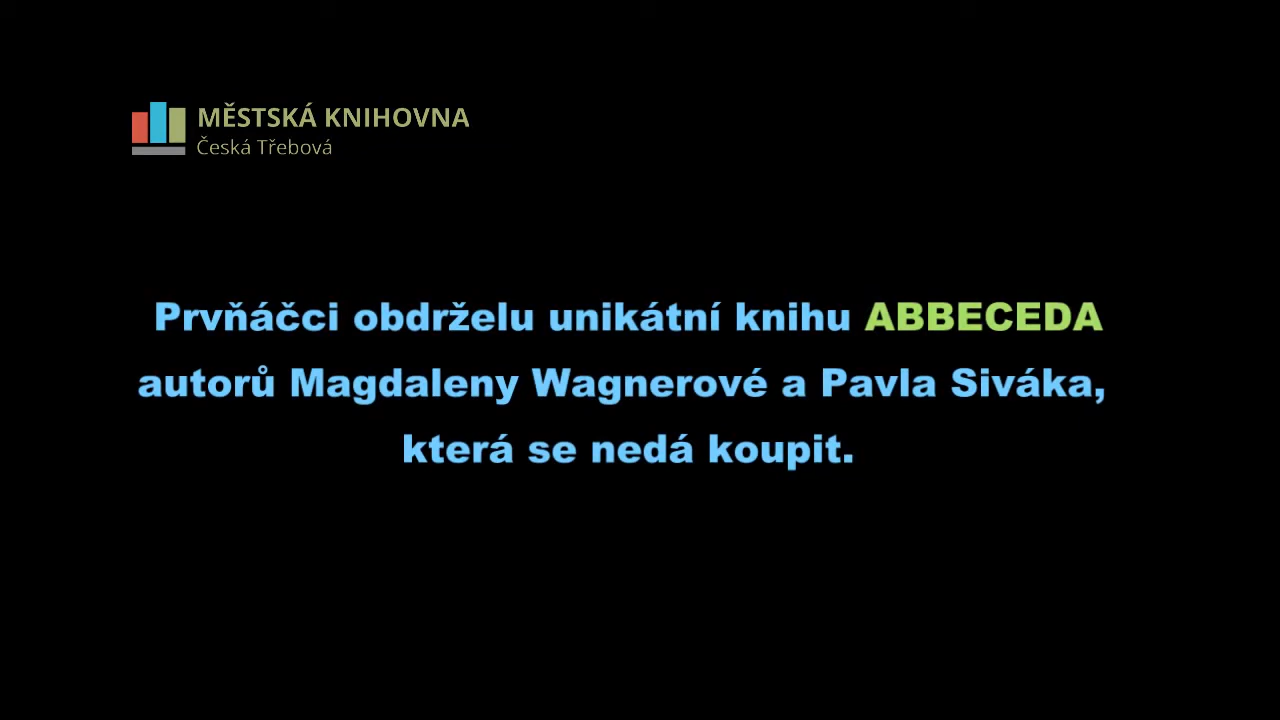 MĚSTSKÁ KNIHOVNA
Česká Třebová
Prvňáčci obdrželu unikátní knihu ABBECEDA
autorů Magdaleny Wagnerové a Pavla Siváka,
která se nedá koupit.